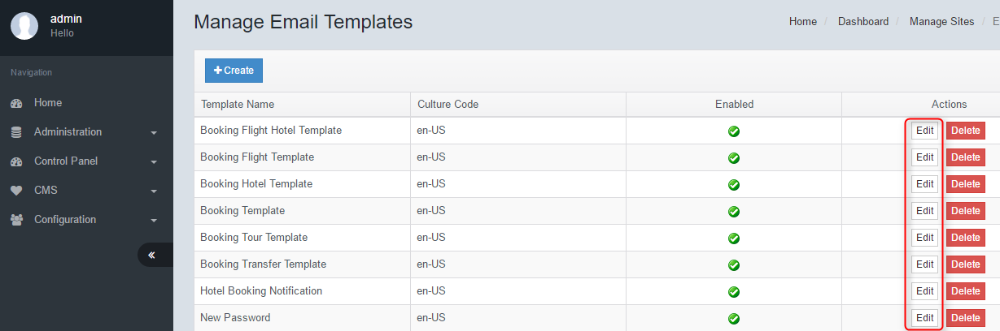 admin
Hello
Navigation
Home
Administration
Control Panel
CMS
Configuration
Manage Email Templates
Home / Dashboard / Manage Sites / E
Create
Template Name Culture Code Enabled Actions
Booking Flight Hotel Template en-US Edit Delete
Booking Flight Template en-US Edit Delete
Booking Hotel Template en-US Edit Delete
Booking Template en-US Edit Delete
Booking Tour Template en-US Edit Delete
Booking Transfer Template en-US Edit Delete
Hotel Booking Notification en-US Edit Delete
New Password en-US Edit Delete